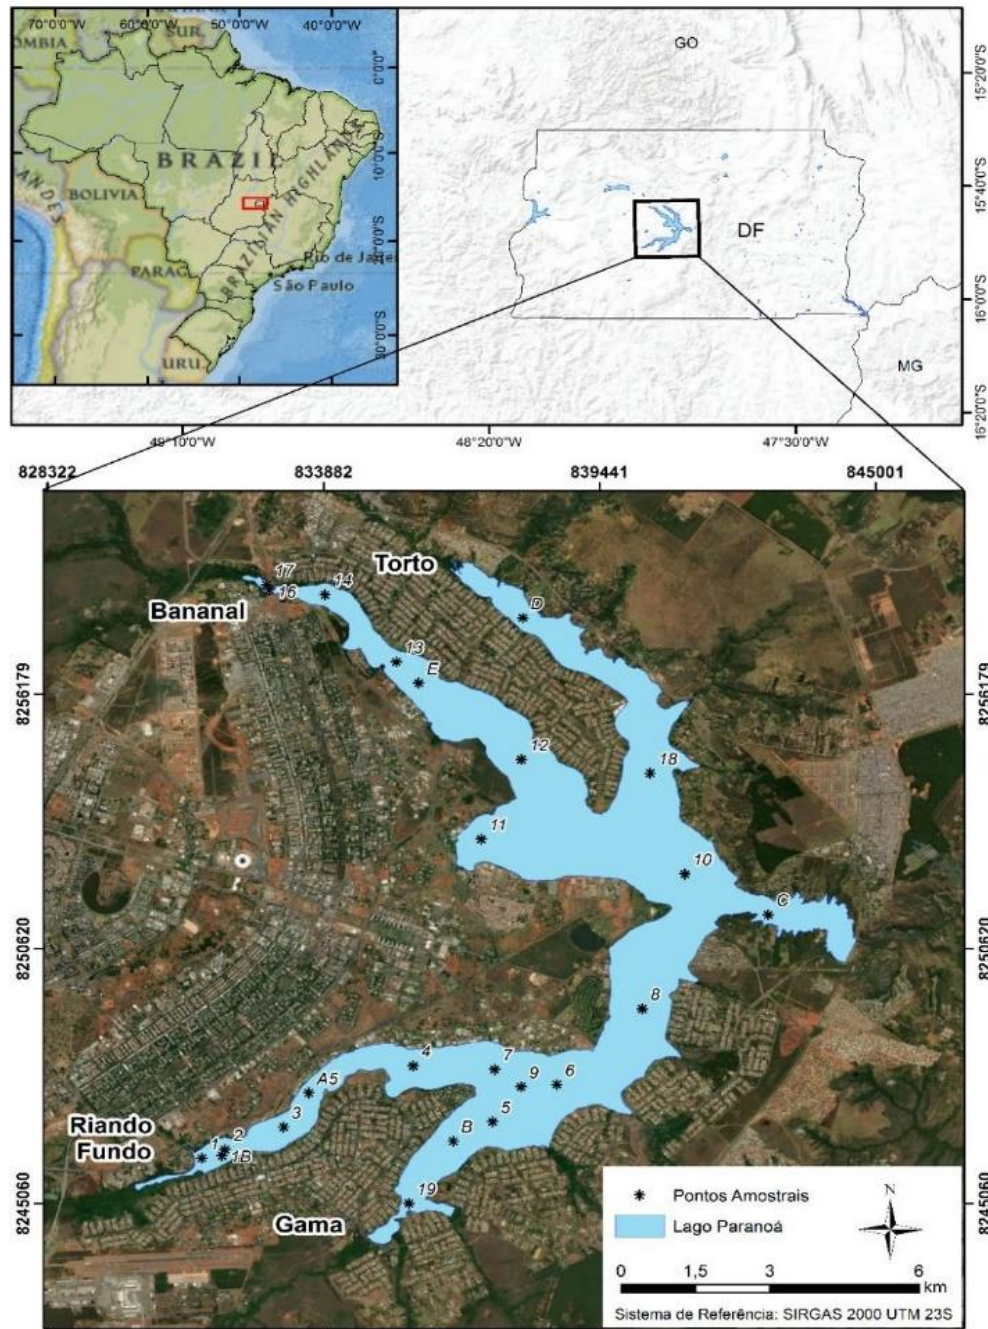 70°0'0"W 60°0'0"W 50°0'0"W 40°0'0"W
SUR.
OMBIA
0°0'0"
BRAZIL
10°0'0"S
BOLIVIA
ANDES
BRAZILIAN HIGHLANDS
20°0'0"S
PARAG
Rio de Janei
São Paulo
30°0'0"S
URU.
GO
DF
MG
15°20'0"S
15°40'0"S
16°0'0"S
16°20'0"S
49°10'0"W 48°20'0"W 47°30'0"W
828322 833882 839441 845001
8256179 8256179
8250620 8250620
8245060 8245060
Torto
Bananal
17
16
14
D
13
E
12
18
11
10
C
8
4
7
9
6
A5
5
3
B
Riando
Fundo
2
1
1B
19
Gama
Pontos Amostrais
Lago Paranoá
N
0 1,5 3 6
km
Sistema de Referência: SIRGAS 2000 UTM 23S